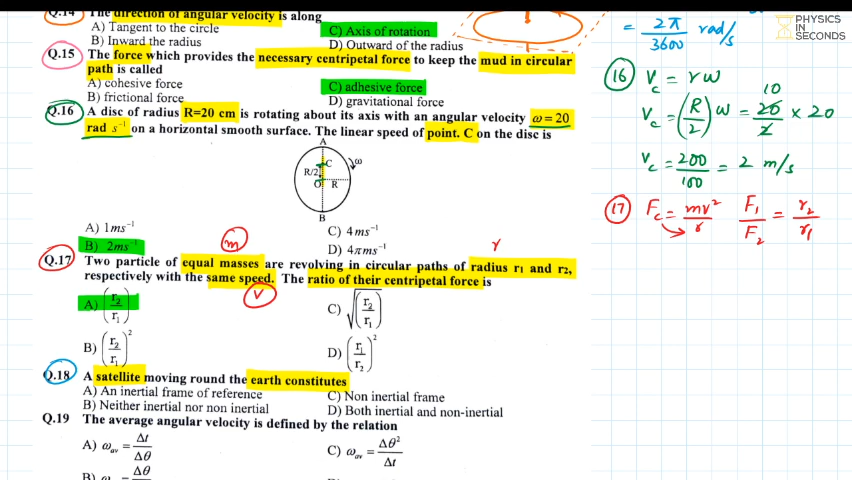 Q.14 The direction of angular velocity is along
A) Tangent to the circle C) Axis of rotation
B) Inward the radius D) Outward of the radius
Q.15 The force which provides the necessary centripetal force to keep the mud in circular
path is called
A) cohesive force C) adhesive force
B) frictional force D) gravitational force
Q.16 A disc of radius R=20 cm is rotating about its axis with an angular velocity ω = 20
rad s⁻¹ on a horizontal smooth surface. The linear speed of point. C on the disc is
A
C ω
R/2
O R
B
A) 1ms⁻¹ C) 4ms⁻¹
B) 2ms⁻¹ D) 4πms⁻¹
m r
Q.17 Two particle of equal masses are revolving in circular paths of radius r₁ and r₂,
respectively with the same speed. The ratio of their centripetal force is
V
A) (r₂/r₁) C) √(r₂/r₁)
B) (r₂/r₁)² D) (r₁/r₂)²
Q.18 A satellite moving round the earth constitutes
A) An inertial frame of reference C) Non inertial frame
B) Neither inertial nor non inertial D) Both inertial and non-inertial
Q.19 The average angular velocity is defined by the relation
A) ω_av = Δt/Δθ C) ω_av = Δθ²/Δt
Δθ
PHYSICS
IN
SECONDS
= 2π/3600 rad/s
16 V_c = rω
10
V_c = (R/2) ω = 20/2 × 20
V_c = 200/100 = 2 m/s
17 F_c = mv²/r F₁/F₂ = r₂/r₁